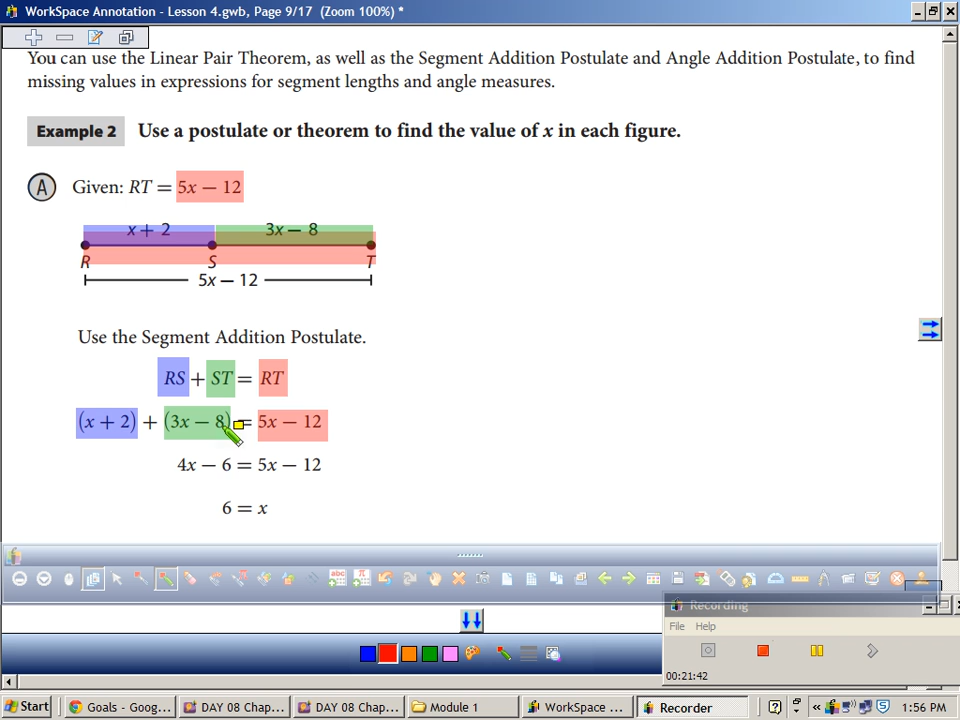 WorkSpace Annotation - Lesson 4.gwb, Page 9/17 (Zoom 100%) *
You can use the Linear Pair Theorem, as well as the Segment Addition Postulate and Angle Addition Postulate, to find
missing values in expressions for segment lengths and angle measures.
Example 2 Use a postulate or theorem to find the value of x in each figure.
A Given: RT = 5x − 12
x + 2 3x − 8
R S T
5x − 12
Use the Segment Addition Postulate.
RS + ST = RT
(x + 2) + (3x − 8) = 5x − 12
4x − 6 = 5x − 12
6 = x
Recording
File Help
00:21:42
Start Goals - Goog... DAY 08 Chap... DAY 08 Chap... Module 1 WorkSpace ... Recorder 1:56 PM